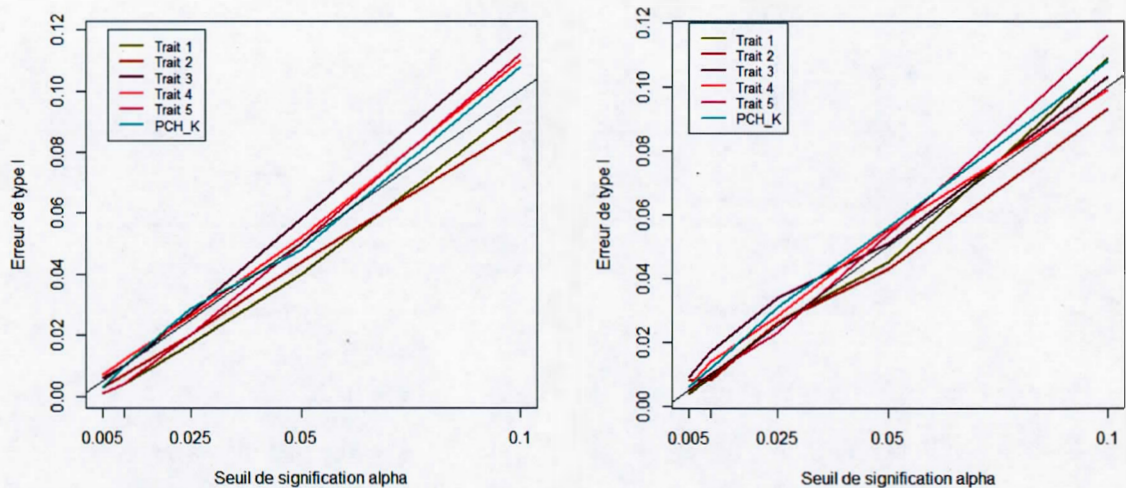 0.12
0.10
0.08
0.06
0.04
0.02
0.00
Erreur de type I
Trait 1
Trait 2
Trait 3
Trait 4
Trait 5
PCH_K
0.005
0.025
0.05
0.1
Seuil de signification alpha
0.12
0.10
0.08
0.06
0.04
0.02
0.00
Erreur de type I
Trait 1
Trait 2
Trait 3
Trait 4
Trait 5
PCH_K
0.005
0.025
0.05
0.1
Seuil de signification alpha